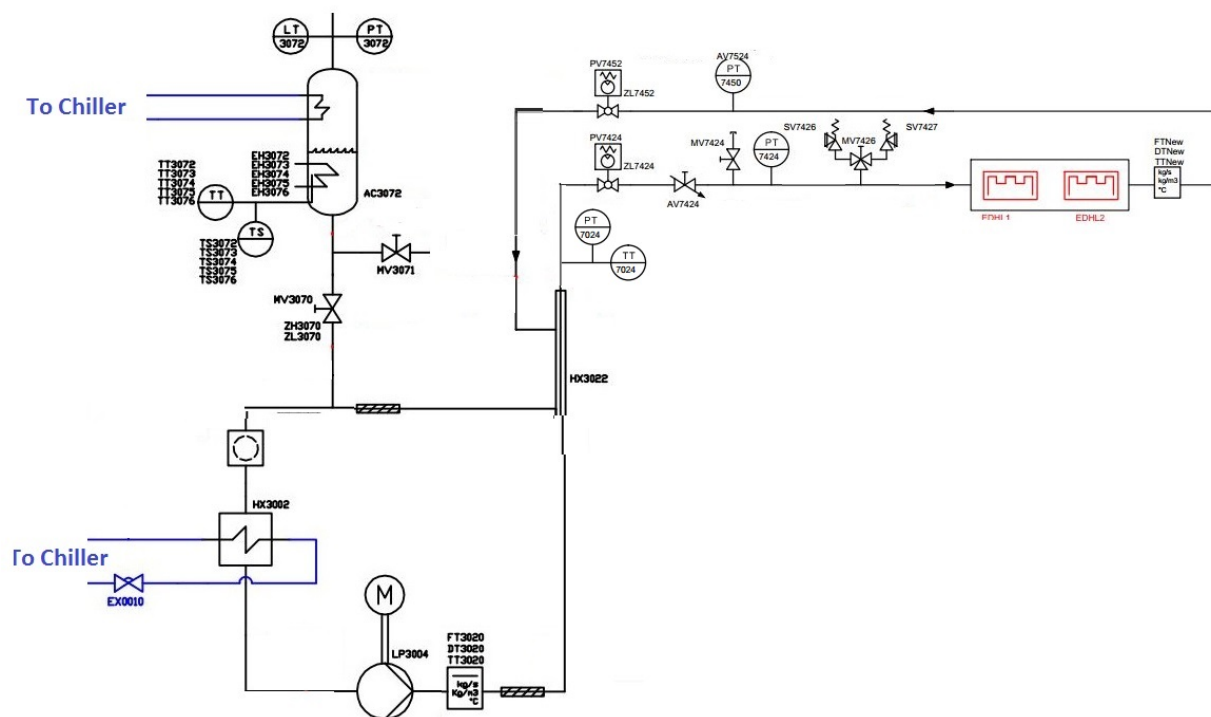 LT
3072
PT
3072
To Chiller
TT3072
TT3073
TT3074
TT3075
TT3076
EH3072
EH3073
EH3074
EH3075
EH3076
AC3072
TT
TS
TS3072
TS3073
TS3074
TS3075
TS3076
MV3071
MV3070
ZH3070
ZL3070
PV7452
ZL7452
AV7524
PT
7450
PV7424
ZL7424
MV7424
AV7424
PT
7424
SV7426
MV7426
SV7427
FTNew
DTNew
TTNew
kg/s
kg/m3
°C
EDHL1
EDHL2
PT
7024
TT
7024
HX3022
HX3002
To Chiller
EX0010
M
LP3004
FT3020
DT3020
TT3020
kg/s
Kg/m3
°C